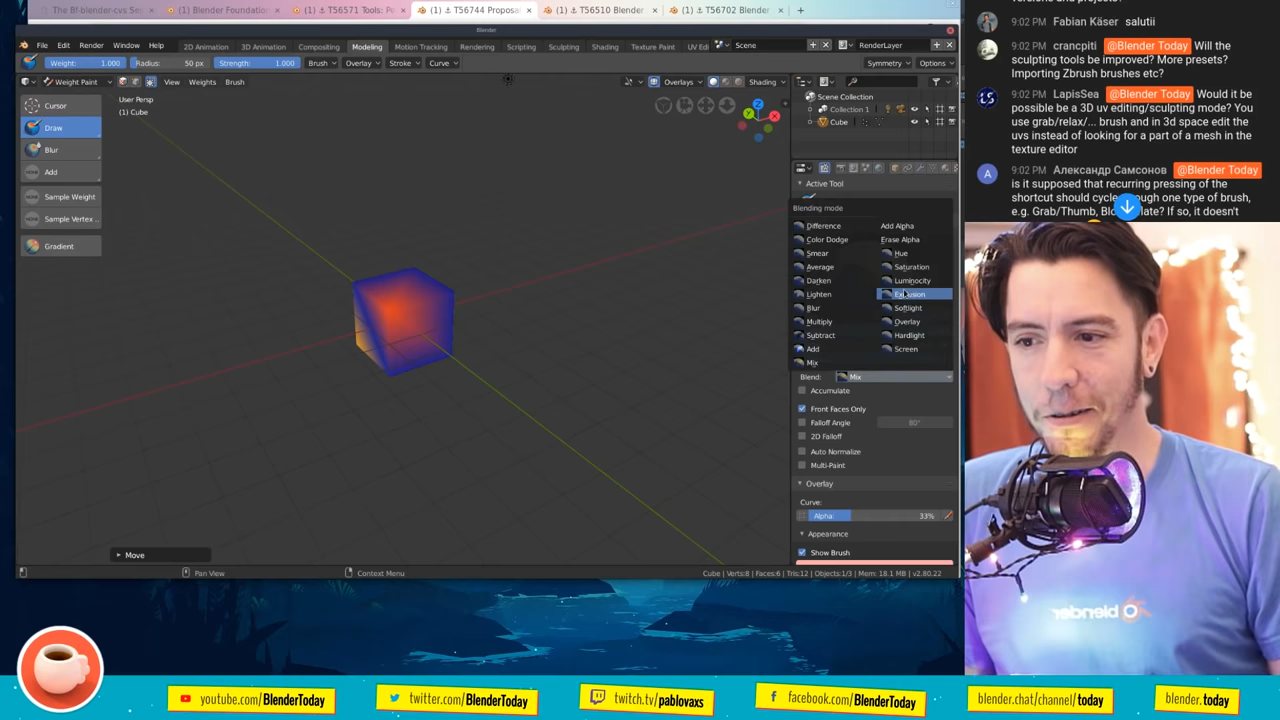 The Bf-blender-cvs Se
(1) Blender Foundation
(1) ⚓ T56571 Tools: Pe
(1) ⚓ T56744 Proposa
(1) ⚓ T56510 Blender
(1) ⚓ T56702 Blender
Blender
File Edit Render Window Help
2D Animation 3D Animation Compositing Modeling Motion Tracking Rendering Scripting Sculpting Shading Texture Paint UV Edi
Scene
RenderLayer
Weight: 1.000 Radius: 50 px Strength: 1.000 Brush Overlay Stroke Curve
Symmetry Options
Weight Paint View Weights Brush
Overlays Shading
Cursor
Draw
Blur
Add
Sample Weight
Sample Vertex ..
Gradient
User Persp
(1) Cube
Z
Y
X
Scene Collection
Collection 1
Cube
Active Tool
Blending mode
Difference Add Alpha
Color Dodge Erase Alpha
Smear Hue
Average Saturation
Darken Luminocity
Lighten Exclusion
Blur Softlight
Multiply Overlay
Subtract Hardlight
Add Screen
Mix
Blend: Mix
Accumulate
Front Faces Only
Falloff Angle 80°
2D Falloff
Auto Normalize
Multi-Paint
Overlay
Curve:
Alpha: 33%
Appearance
Show Brush
Move
Pan View
Context Menu
Cube | Verts:8 | Faces:6 | Tris:12 | Objects:1/3 | Mem: 18.1 MB | v2.80.22
9:02 PM Fabian Käser salutii
9:02 PM crancpiti @Blender Today Will the
sculpting tools be improved? More presets?
Importing Zbrush brushes etc?
9:02 PM LapisSea @Blender Today Would it be
possible be a 3D uv editing/sculpting mode? You
use grab/relax/... brush and in 3d space edit the
uvs instead of looking for a part of a mesh in the
texture editor
9:02 PM Александр Самсонов @Blender Today
is it supposed that recurring pressing of the
shortcut should cycle through one type of brush,
e.g. Grab/Thumb, If so, it doesn't
blender
youtube.com/BlenderToday
twitter.com/BlenderToday
twitch.tv/pablovaxs
facebook.com/BlenderToday
blender.chat/channel/today
blender.today